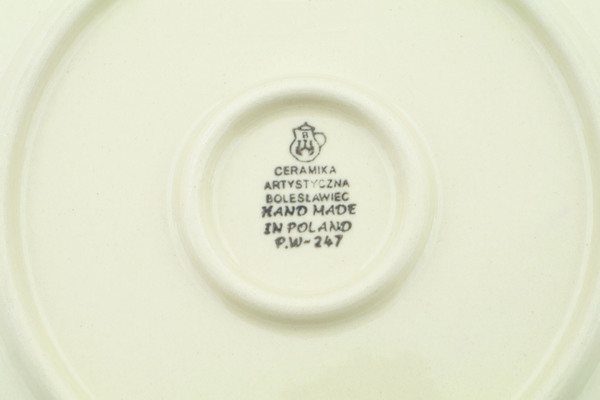 B
CERAMIKA
ARTYSTYCZNA
BOLESŁAWIEC
HAND MADE
IN POLAND
P.W-247